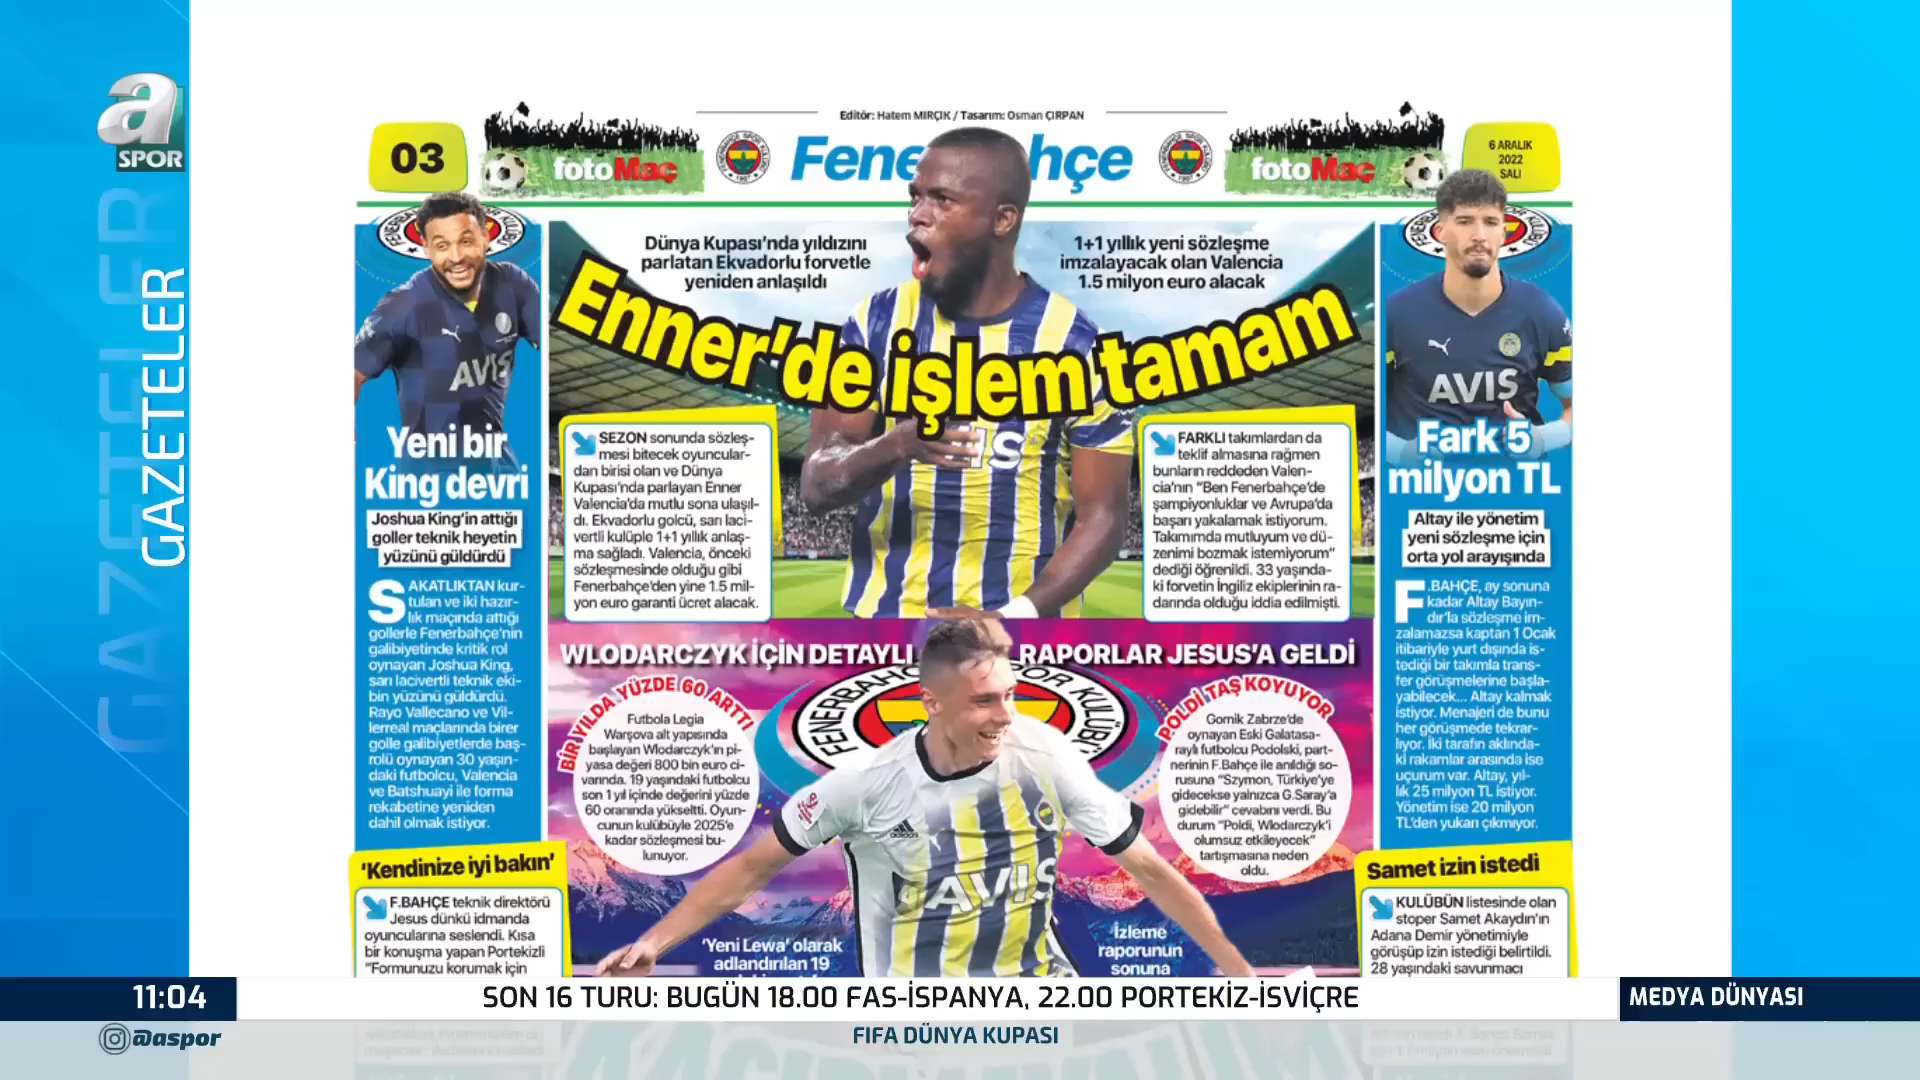 a
SPOR
GAZETELER
GAZETELER
Editör: Hatem MIRÇIK / Tasarım: Osman ÇIRPAN
03
fotoMaç
Fenerbahçe
fotoMaç
6 ARALIK
2022
SALI
Dünya Kupası'nda yıldızını
parlatan Ekvadorlu forvetle
yeniden anlaşıldı
1+1 yıllık yeni sözleşme
imzalayacak olan Valencia
1.5 milyon euro alacak
Enner'de işlem tamam
AVIS
Yeni bir
King devri
Joshua King'in attığı
goller teknik heyetin
yüzünü güldürdü
SAKATLIKTAN kur-
tulan ve iki hazır-
lık maçında attığı
gollerle Fenerbahçe'nin
galibiyetinde kritik rol
oynayan Joshua King,
sarı lacivertli teknik eki-
bin yüzünü güldürdü.
Rayo Vallecano ve Vil-
lerreal maçlarında birer
golle galibiyetlerde baş-
rolü oynayan 30 yaşın-
daki futbolcu, Valencia
ve Batshuayi ile forma
rekabetine yeniden
dahil olmak istiyor.
SEZON sonunda sözleş-
mesi bitecek oyuncular-
dan birisi olan ve Dünya
Kupası'nda parlayan Enner
Valencia'da mutlu sona ulaşıl-
dı. Ekvadorlu golcü, sarı laci-
vertli kulüple 1+1 yıllık anlaş-
ma sağladı. Valencia, önceki
sözleşmesinde olduğu gibi
Fenerbahçe'den yine 1.5 mil-
yon euro garanti ücret alacak.
FARKLI takımlardan da
teklif almasına rağmen
bunların reddeden Valen-
cia'nın "Ben Fenerbahçe'de
şampiyonluklar ve Avrupa'da
başarı yakalamak istiyorum.
Takımımda mutluyum ve dü-
zenimi bozmak istemiyorum"
dediği öğrenildi. 33 yaşında-
ki forvetin İngiliz ekiplerinin ra-
darında olduğu iddia edilmişti.
AVIS
Fark 5
milyon TL
Altay ile yönetim
yeni sözleşme için
orta yol arayışında
F.BAHÇE, ay sonuna
kadar Altay Bayın-
dır'la sözleşme im-
zalamazsa kaptan 1 Ocak
itibariyle yurt dışında is-
tediği bir takımla trans-
fer görüşmelerine başla-
yabilecek... Altay kalmak
istiyor. Menajeri de bunu
her görüşmede tekrar-
lıyor. İki tarafın aklında-
ki rakamlar arasında ise
uçurum var. Altay, yıl-
lık 25 milyon TL istiyor.
Yönetim ise 20 milyon
TL'den yukarı çıkmıyor.
WLODARCZYK İÇİN DETAYLI RAPORLAR JESUS'A GELDİ
BİR YILDA YÜZDE 60 ARTTI
Futbola Legia
Warşova alt yapısında
başlayan Wlodarczyk'ın pi-
yasa değeri 800 bin euro ci-
varında. 19 yaşındaki futbolcu
son 1 yıl içinde değerini yüzde
60 oranında yükseltti. Oyun-
cunun kulübüyle 2025'e
kadar sözleşmesi bu-
lunuyor.
POLDİ TAŞ KOYUYOR
Gornik Zabrze'de
oynayan Eski Galatasa-
raylı futbolcu Podolski, part-
nerinin F.Bahçe ile anıldığı so-
rusuna "Szymon, Türkiye'ye
gidecekse yalnızca G.Saray'a
gidebilir" cevabını verdi. Bu
durum "Poldi, Wlodarczyk'i
olumsuz etkileyecek"
tartışmasına neden
oldu.
AVIS
'Yeni Lewa' olarak
adlandırılan 19
İzleme
raporunun
sonuna
'Kendinize iyi bakın'
F.BAHÇE teknik direktörü
Jesus dünkü idmanda
oyuncularına seslendi. Kısa
bir konuşma yapan Portekizli
"Formunuzu korumak için
Samet izin istedi
KULÜBÜN listesinde olan
stoper Samet Akaydın'ın
Adana Demir yönetimiyle
görüşüp izin istediği belirtildi.
28 yaşındaki savunmacı
11:04
SON 16 TURU: BUGÜN 18.00 FAS-İSPANYA, 22.00 PORTEKİZ-İSVİÇRE
MEDYA DÜNYASI
@aspor
FIFA DÜNYA KUPASI